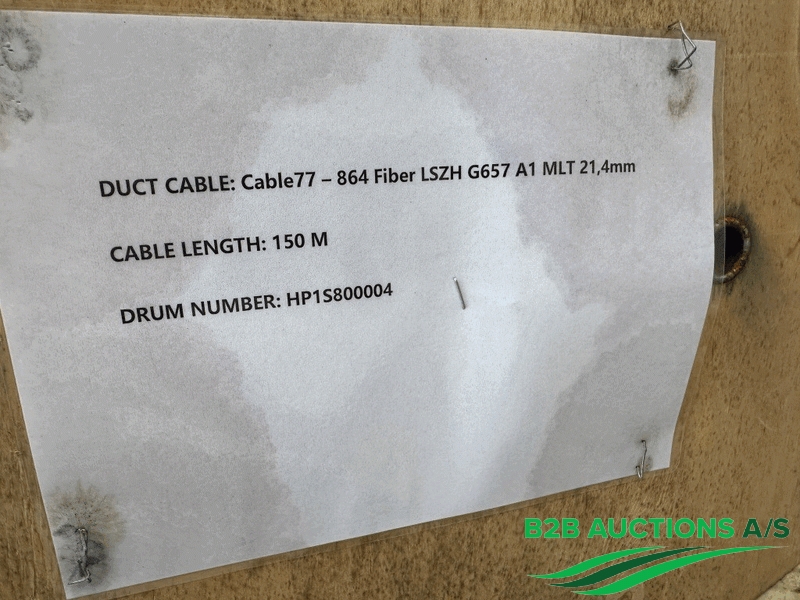 DUCT CABLE: Cable77 – 864 Fiber LSZH G657 A1 MLT 21,4mm
CABLE LENGTH: 150 M
DRUM NUMBER: HP1S800004
B2B AUCTIONS A/S